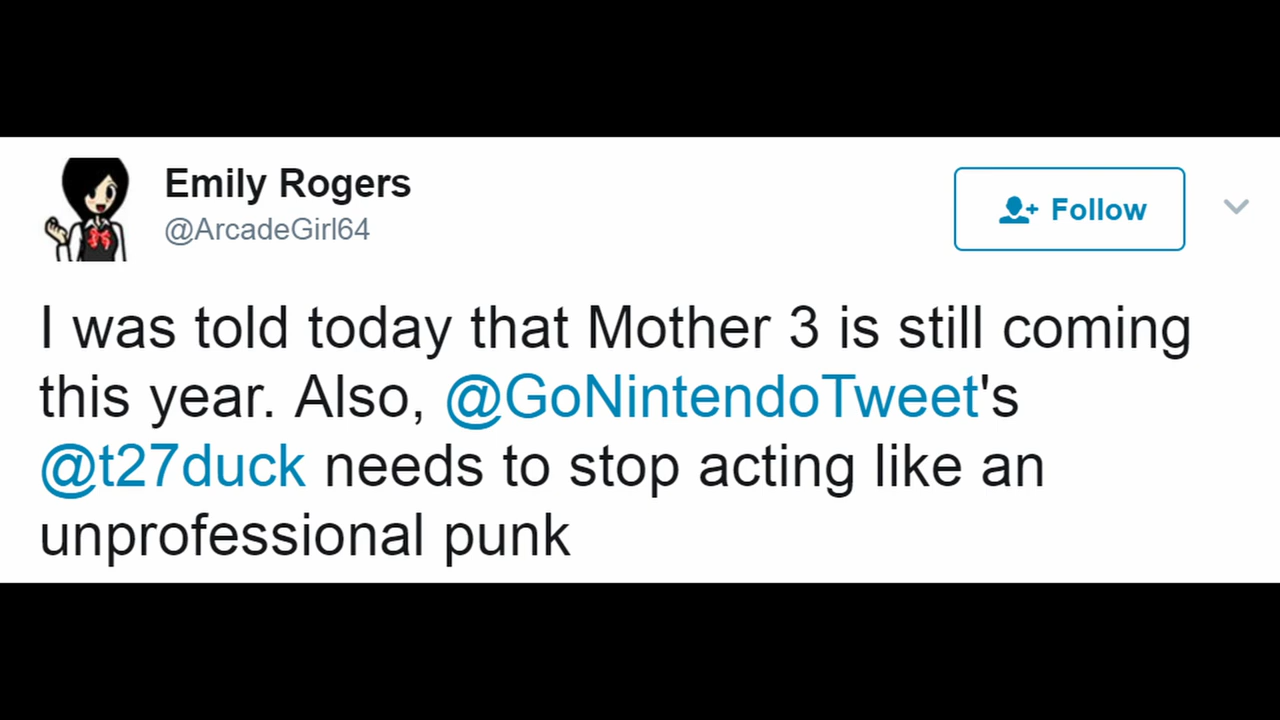 Emily Rogers
@ArcadeGirl64
Follow
I was told today that Mother 3 is still coming
this year. Also, @GoNintendoTweet's
@t27duck needs to stop acting like an
unprofessional punk